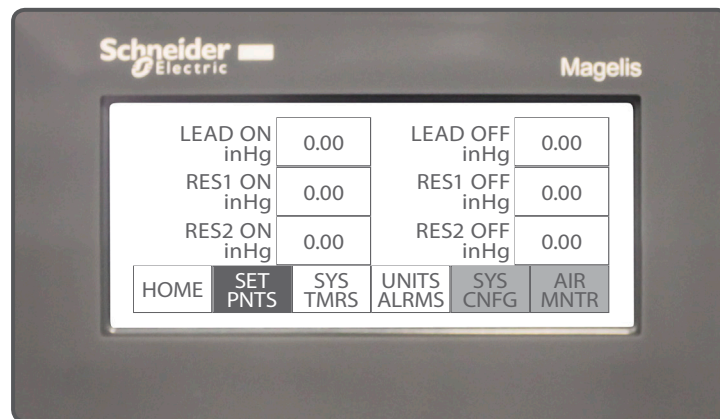 Schneider
Electric
Magelis
LEAD ON
inHg
0.00
LEAD OFF
inHg
0.00
RES1 ON
inHg
0.00
RES1 OFF
inHg
0.00
RES2 ON
inHg
0.00
RES2 OFF
inHg
0.00
HOME
SET
PNTS
SYS
TMRS
UNITS
ALRMS
SYS
CNFG
AIR
MNTR